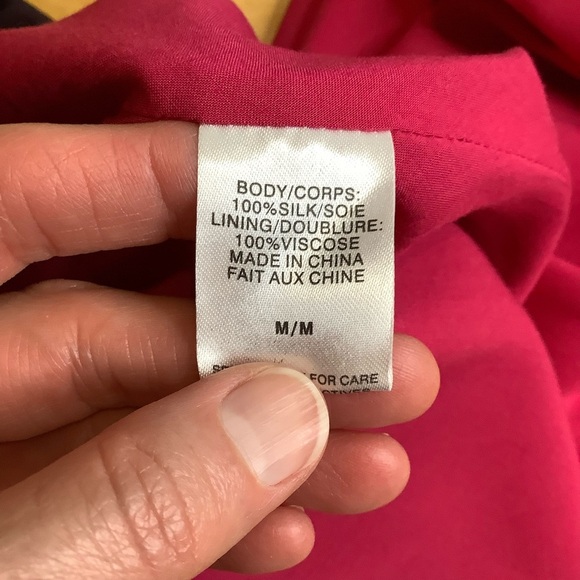 BODY/CORPS:
100%SILK/SOIE
LINING/DOUBLURE:
100%VISCOSE
MADE IN CHINA
FAIT AUX CHINE
M/M
FOR CARE